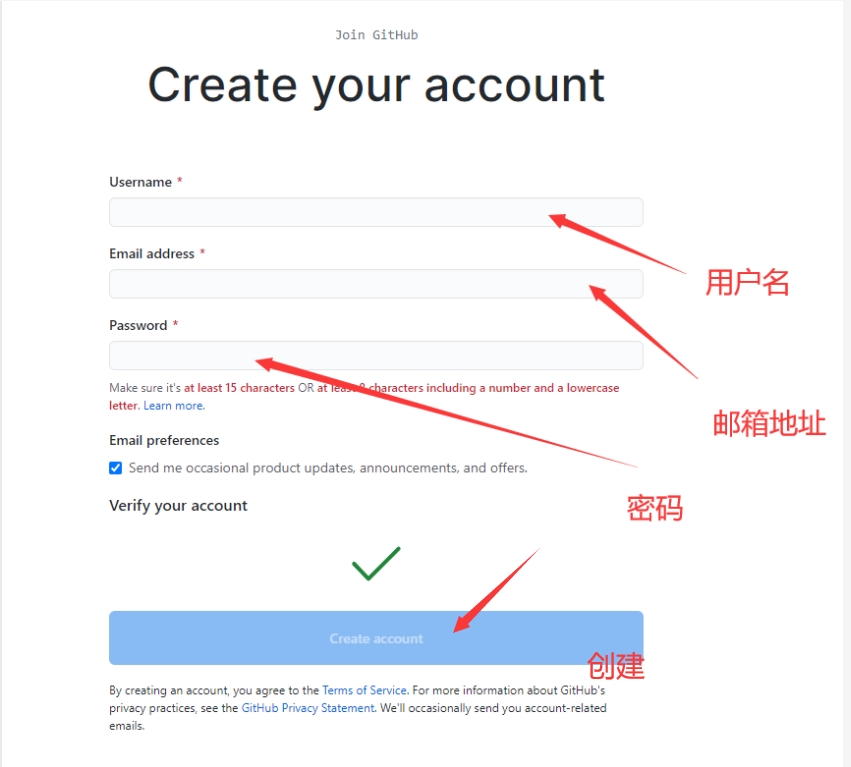 Join GitHub
Create your account
Username *
用户名
Email address *
邮箱地址
Password *
密码
Make sure it's at least 15 characters OR at least 8 characters including a number and a lowercase
letter. Learn more.
Email preferences
Send me occasional product updates, announcements, and offers.
Verify your account
Create account
创建
By creating an account, you agree to the Terms of Service. For more information about GitHub's
privacy practices, see the GitHub Privacy Statement. We'll occasionally send you account-related
emails.